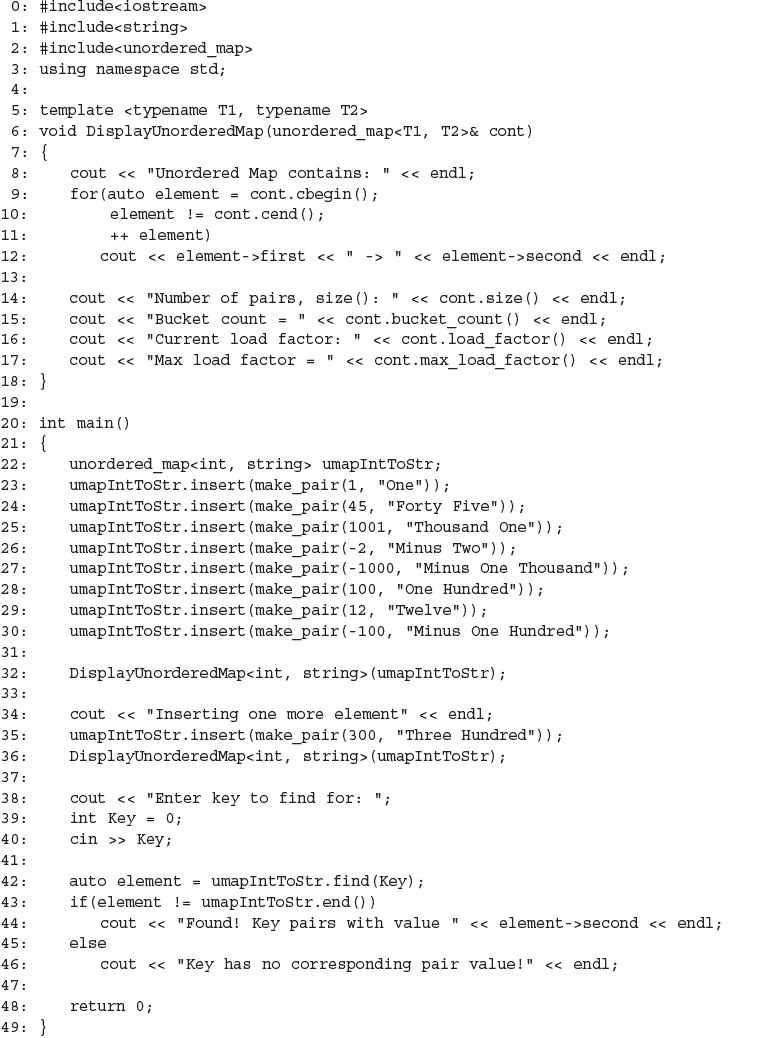 0: #include<iostream>
1: #include<string>
2: #include<unordered_map>
3: using namespace std;
4:
5: template <typename T1, typename T2>
6: void DisplayUnorderedMap(unordered_map<T1, T2>& cont)
7: {
8:    cout << "Unordered Map contains: " << endl;
9:    for(auto element = cont.cbegin();
10:        element != cont.cend();
11:        ++ element)
12:       cout << element->first << " -> " << element->second << endl;
13:
14:    cout << "Number of pairs, size(): " << cont.size() << endl;
15:    cout << "Bucket count = " << cont.bucket_count() << endl;
16:    cout << "Current load factor: " << cont.load_factor() << endl;
17:    cout << "Max load factor = " << cont.max_load_factor() << endl;
18: }
19:
20: int main()
21: {
22:    unordered_map<int, string> umapIntToStr;
23:    umapIntToStr.insert(make_pair(1, "One"));
24:    umapIntToStr.insert(make_pair(45, "Forty Five"));
25:    umapIntToStr.insert(make_pair(1001, "Thousand One"));
26:    umapIntToStr.insert(make_pair(-2, "Minus Two"));
27:    umapIntToStr.insert(make_pair(-1000, "Minus One Thousand"));
28:    umapIntToStr.insert(make_pair(100, "One Hundred"));
29:    umapIntToStr.insert(make_pair(12, "Twelve"));
30:    umapIntToStr.insert(make_pair(-100, "Minus One Hundred"));
31:
32:    DisplayUnorderedMap<int, string>(umapIntToStr);
33:
34:    cout << "Inserting one more element" << endl;
35:    umapIntToStr.insert(make_pair(300, "Three Hundred"));
36:    DisplayUnorderedMap<int, string>(umapIntToStr);
37:
38:    cout << "Enter key to find for: ";
39:    int Key = 0;
40:    cin >> Key;
41:
42:    auto element = umapIntToStr.find(Key);
43:    if(element != umapIntToStr.end())
44:       cout << "Found! Key pairs with value " << element->second << endl;
45:    else
46:       cout << "Key has no corresponding pair value!" << endl;
47:
48:    return 0;
49: }